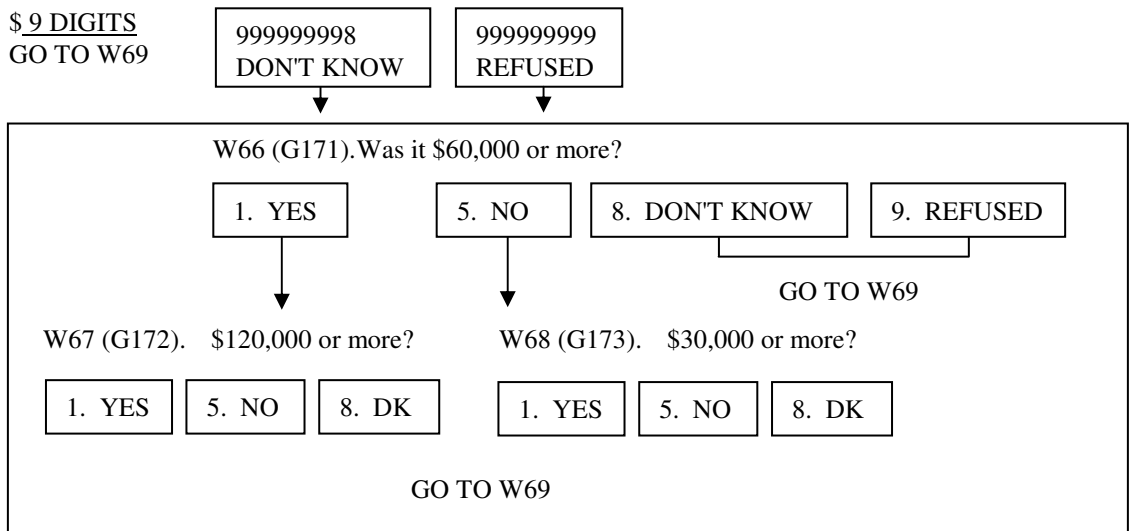 $ 9 DIGITS
GO TO W69
999999998
DON'T KNOW
999999999
REFUSED
W66 (G171).Was it $60,000 or more?
1. YES
5. NO
8. DON'T KNOW
9. REFUSED
GO TO W69
W67 (G172). $120,000 or more?
W68 (G173). $30,000 or more?
1. YES
5. NO
8. DK
1. YES
5. NO
8. DK
GO TO W69